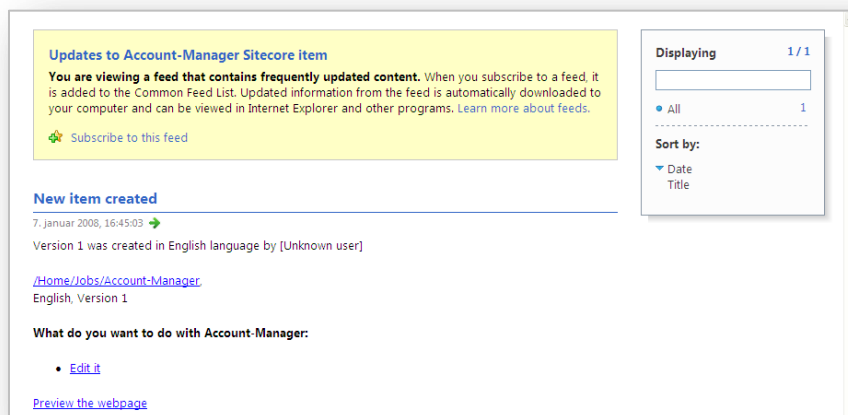 Updates to Account-Manager Sitecore item
You are viewing a feed that contains frequently updated content. When you subscribe to a feed, it
is added to the Common Feed List. Updated information from the feed is automatically downloaded to
your computer and can be viewed in Internet Explorer and other programs. Learn more about feeds.
Subscribe to this feed
Displaying 1 / 1
All 1
Sort by:
Date
Title
New item created
7. januar 2008, 16:45:03
Version 1 was created in English language by [Unknown user]
/Home/Jobs/Account-Manager,
English, Version 1
What do you want to do with Account-Manager:
Edit it
Preview the webpage